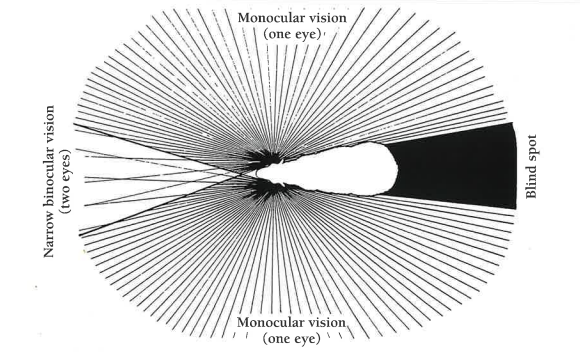 Monocular vision
(one eye)
Narrow binocular vision
(two eyes)
Blind spot
Monocular vision
(one eye)